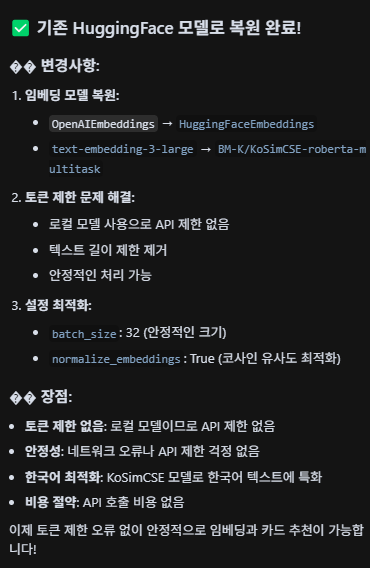 ✅ 기존 HuggingFace 모델로 복원 완료!
�� 변경사항:
1. 임베딩 모델 복원:
• OpenAIEmbeddings → HuggingFaceEmbeddings
• text-embedding-3-large → BM-K/KoSimCSE-roberta-m
ultitask
2. 토큰 제한 문제 해결:
• 로컬 모델 사용으로 API 제한 없음
• 텍스트 길이 제한 제거
• 안정적인 처리 가능
3. 설정 최적화:
• batch_size: 32 (안정적인 크기)
• normalize_embeddings: True (코사인 유사도 최적화)
�� 장점:
• 토큰 제한 없음: 로컬 모델이므로 API 제한 없음
• 안정성: 네트워크 오류나 API 제한 걱정 없음
• 한국어 최적화: KoSimCSE 모델로 한국어 텍스트에 특화
• 비용 절약: API 호출 비용 없음
이제 토큰 제한 오류 없이 안정적으로 임베딩과 카드 추천이 가능합
니다!